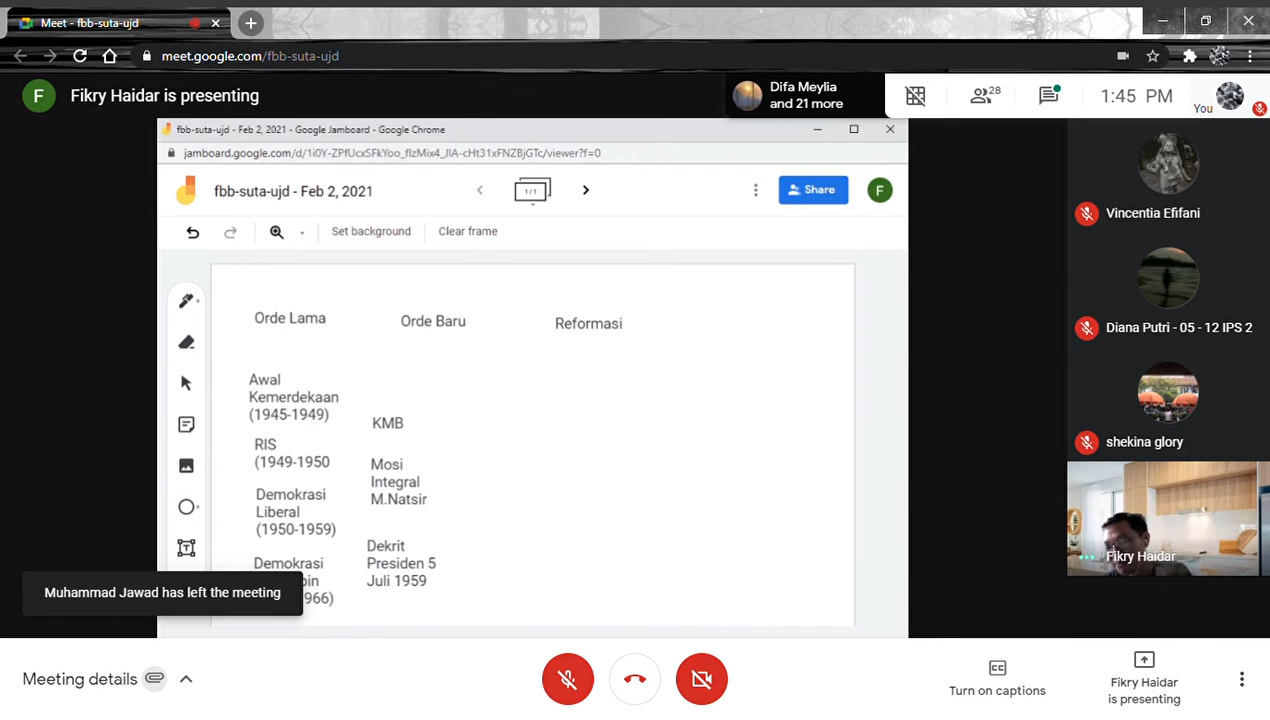 Meet - fbb-suta-ujd
meet.google.com/fbb-suta-ujd
F
Fikry Haidar is presenting
Difa Meylia
and 21 more
28
1:45 PM
You
fbb-suta-ujd - Feb 2, 2021 - Google Jamboard - Google Chrome
jamboard.google.com/d/1i0Y-ZPfUcxSFkYoo_fIzMix4_JIA-cHt31xFNZBjGTc/viewer?f=0
fbb-suta-ujd - Feb 2, 2021
1/1
Share
F
Set background
Clear frame
Orde Lama
Orde Baru
Reformasi
Awal
Kemerdekaan
(1945-1949)
KMB
RIS
(1949-1950
Mosi
Integral
M.Natsir
Demokrasi
Liberal
(1950-1959)
Dekrit
Presiden 5
Juli 1959
Demokrasi
pin
966)
Muhammad Jawad has left the meeting
Vincentia Efifani
Diana Putri - 05 - 12 IPS 2
shekina glory
Fikry Haidar
Meeting details
CC
Turn on captions
Fikry Haidar
is presenting